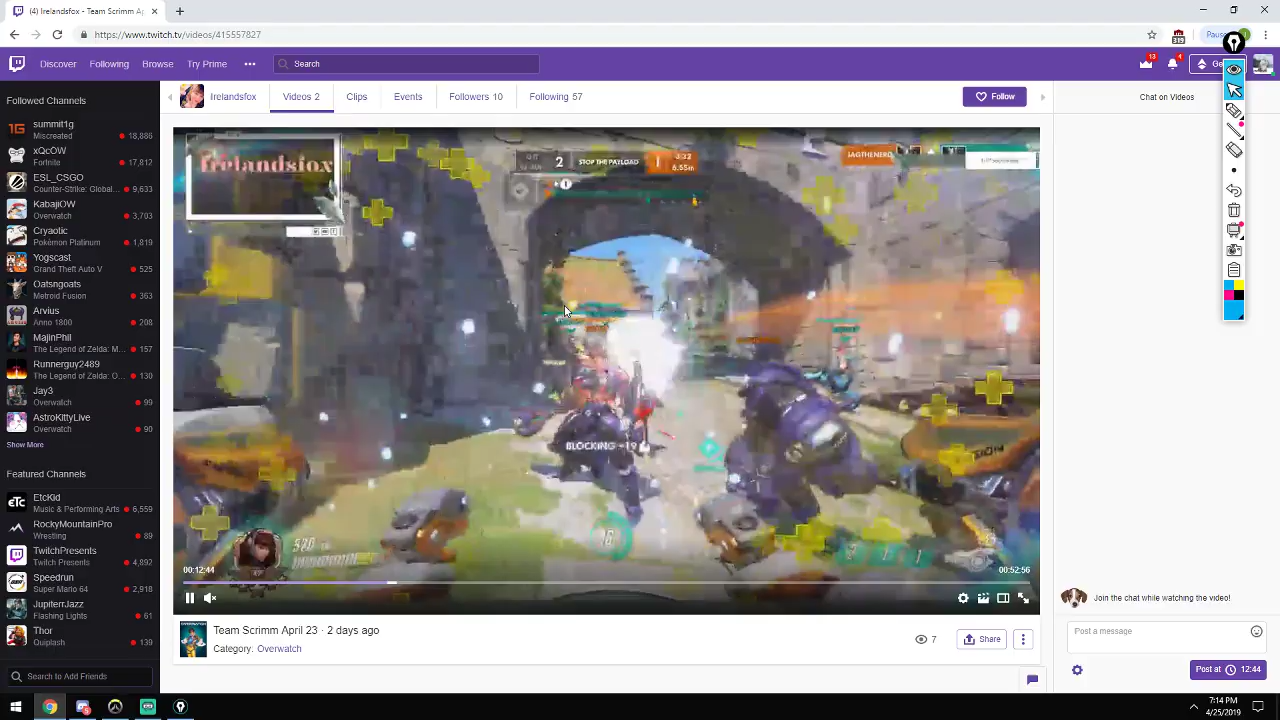 (4) Irelandsfox - Team Scrimm Ap
https://www.twitch.tv/videos/415557827
Discover
Following
Browse
Try Prime
Search
13
4
Followed Channels
summit1g
Miscreated
18,886
xQcOW
Fortnite
17,812
ESL_CSGO
Counter-Strike: Global...
9,633
KabajiOW
Overwatch
3,703
Cryaotic
Pokémon Platinum
1,819
Yogscast
Grand Theft Auto V
525
Oatsngoats
Metroid Fusion
363
Arvius
Anno 1800
208
MajinPhil
The Legend of Zelda: M...
157
Runnerguy2489
The Legend of Zelda: O...
130
Jay3
Overwatch
99
AstroKittyLive
Overwatch
90
Show More
Featured Channels
EtcKid
Music & Performing Arts
6,559
RockyMountainPro
Wrestling
89
TwitchPresents
Twitch Presents
4,892
Speedrun
Super Mario 64
2,918
JupiterrJazz
Flashing Lights
61
Thor
Quiplash
139
Search to Add Friends
Irelandsfox
Videos 2
Clips
Events
Followers 10
Following 57
Follow
Irelandsfox
2
STOP THE PAYLOAD
1
6.55m
JAGTHENERD
BLOCKING -19
00:12:44
00:52:56
Team Scrimm April 23 · 2 days ago
Category: Overwatch
7
Share
Chat on Videos
Join the chat while watching the video!
Post a message
Post at 12:44
7:14 PM
4/25/2019